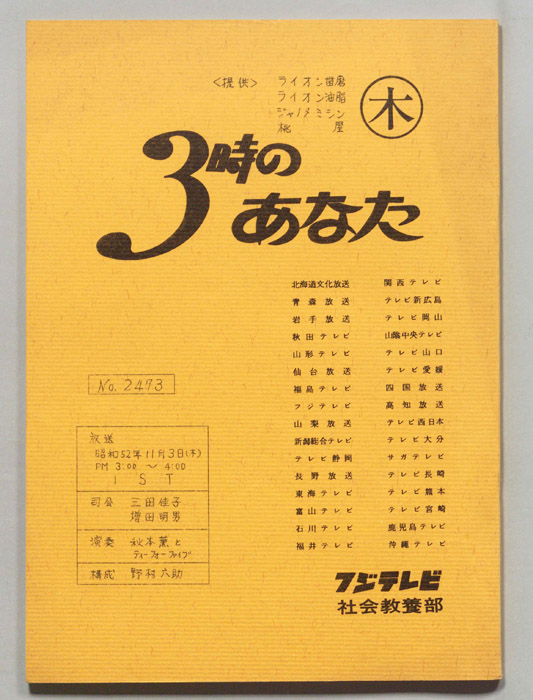 <提供> ライオン歯磨
ライオン油脂
ジャノメミシン
桃屋
木
3時の
あなた
北海道文化放送
青森放送
岩手放送
秋田テレビ
山形テレビ
仙台放送
福島テレビ
フジテレビ
山梨放送
新潟総合テレビ
テレビ静岡
長野放送
東海テレビ
富山テレビ
石川テレビ
福井テレビ
関西テレビ
テレビ新広島
テレビ岡山
山陰中央テレビ
テレビ山口
テレビ愛媛
四国放送
高知放送
テレビ西日本
テレビ大分
サガテレビ
テレビ長崎
テレビ熊本
テレビ宮崎
鹿児島テレビ
沖縄テレビ
No. 2473
放送
昭和52年11月3日(木)
PM 3:00 〜 4:00
1 S T
司会 三田佳子
増田明男
演奏 秋本薫と
ティーフォーファイブ
構成 野村六助
フジテレビ
社会教養部